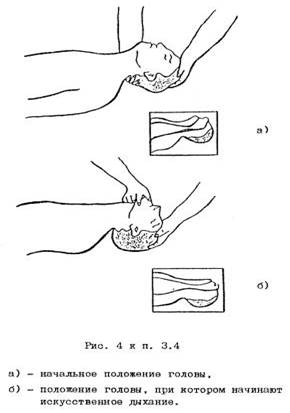 а)
б)
Рис. 4 к п. 3.4
а) - начальное положение головы.
б) - положение головы, при котором начинают
искусственное дыхание.